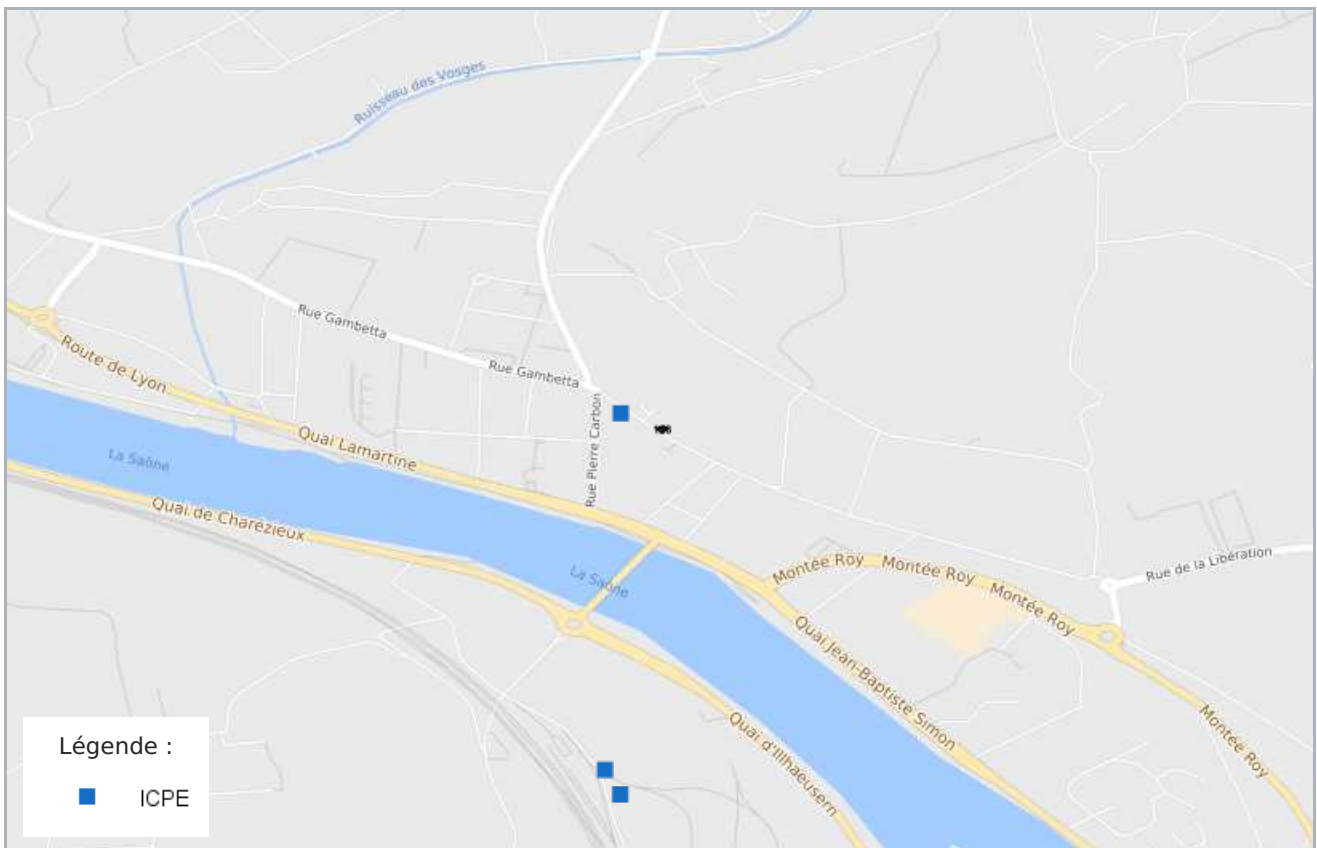 Ruisseau des Vosges
Rue Gambetta
Rue Gambetta
Route de Lyon
Rue Pierre Carbon
Quai Lamartine
La Saône
Quai de Charézieux
La Saône
Montée Roy
Montée Roy
Montée Roy
Rue de la Libération
Quai Jean-Baptiste Simon
Montée Roy
Quai d'Illhaeusern
Légende :
ICPE